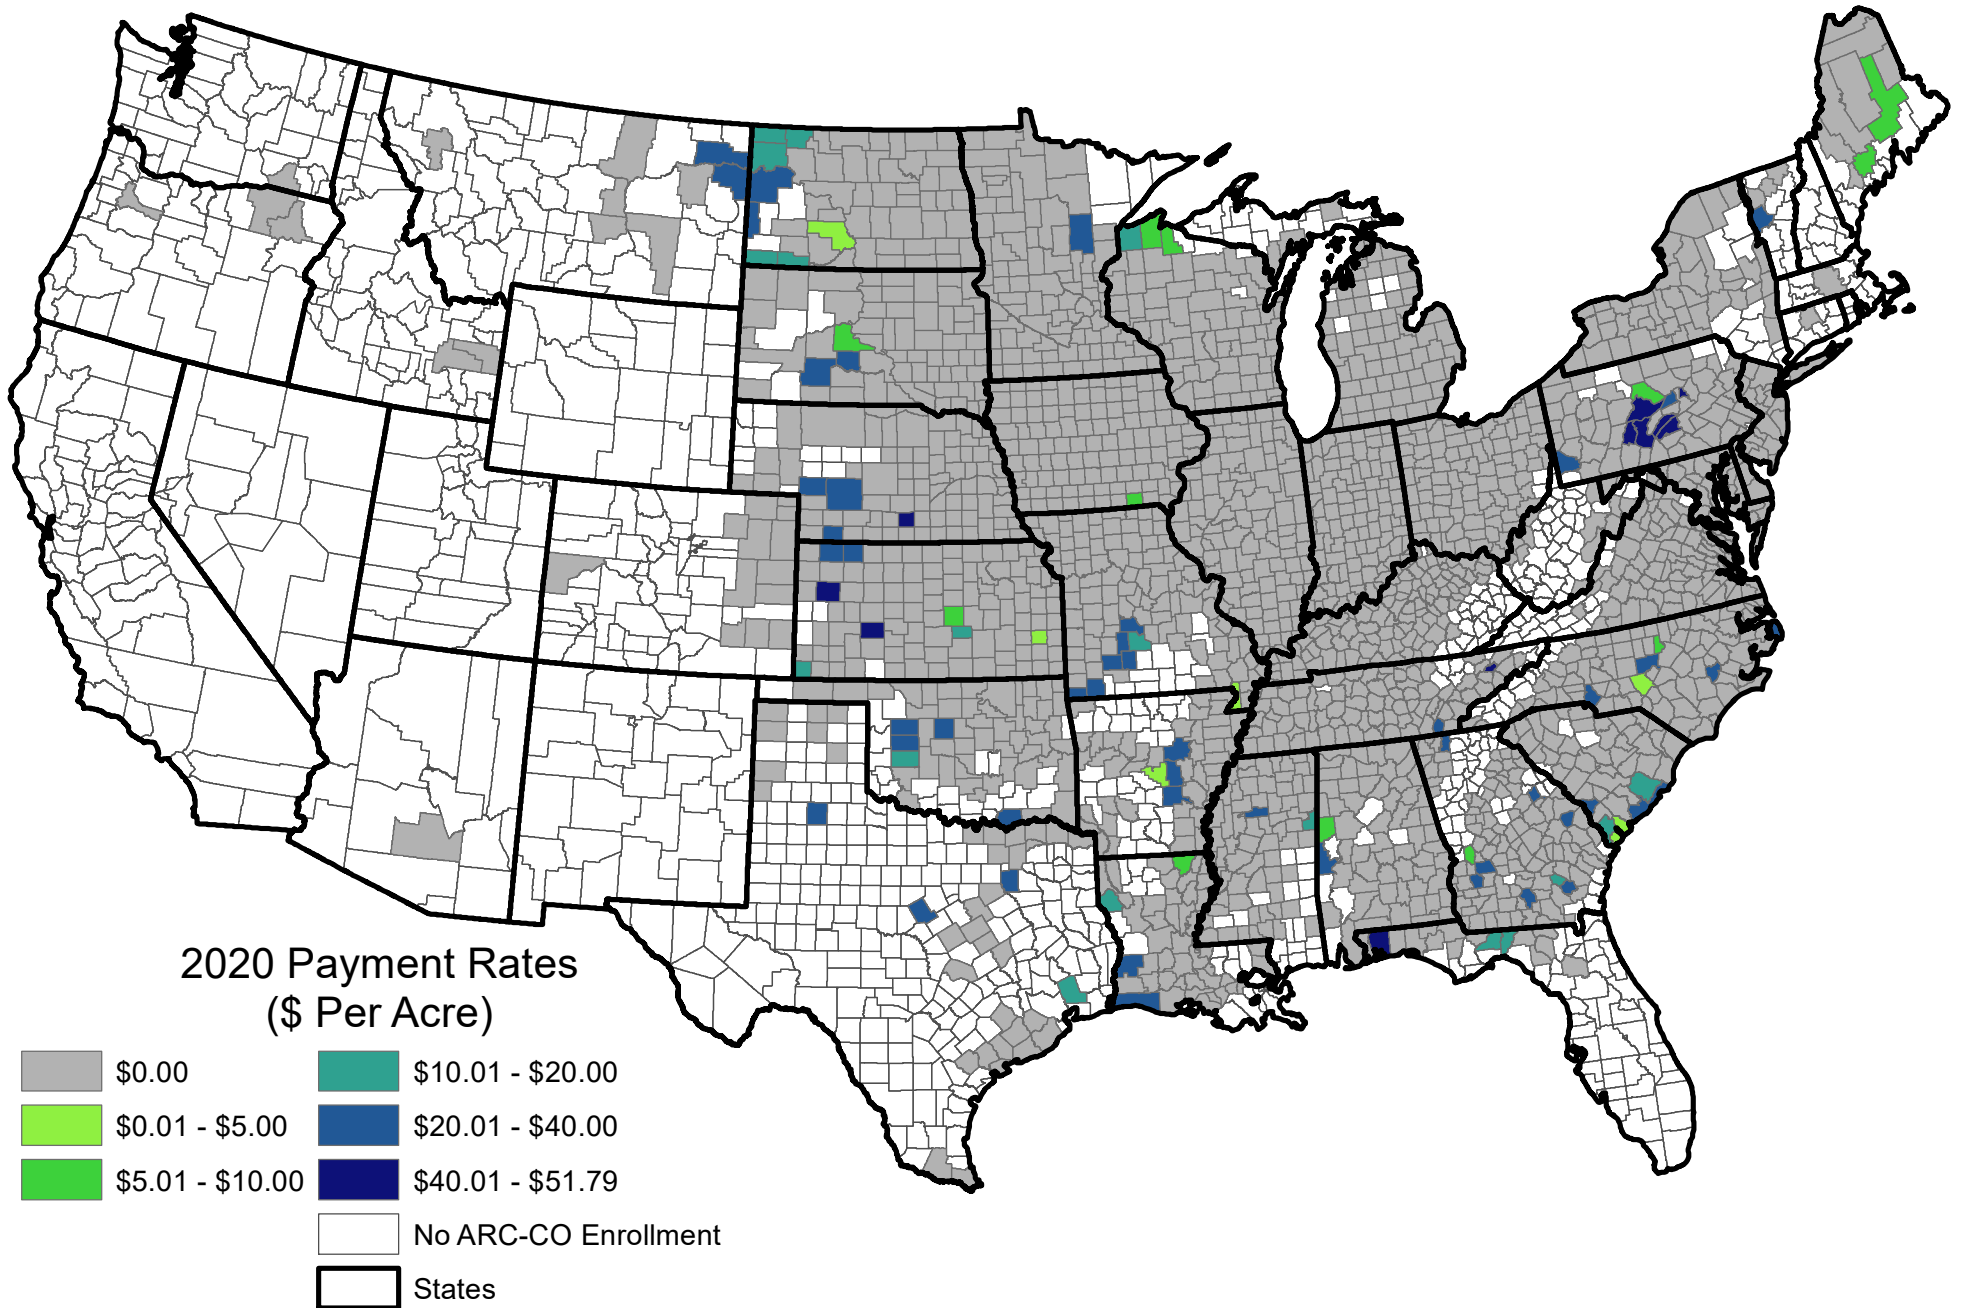 2020 Payment Rates
($ Per Acre)
$0.00
$0.01 - $5.00
$5.01 - $10.00
$10.01 - $20.00
$20.01 - $40.00
$40.01 - $51.79
No ARC-CO Enrollment
States